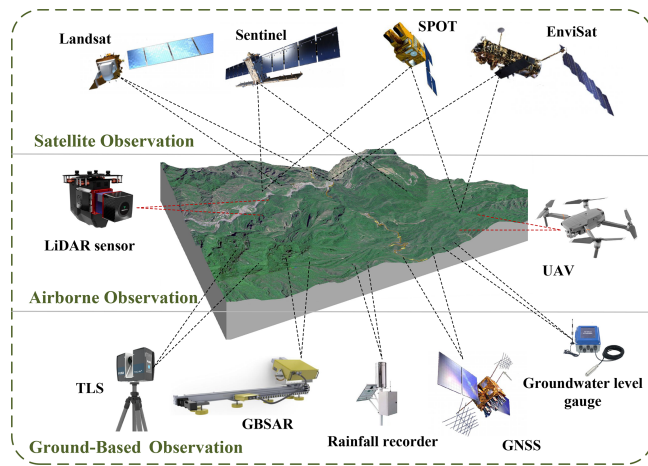 Landsat
Sentinel
SPOT
EnviSat
Satellite Observation
LiDAR sensor
UAV
Airborne Observation
TLS
GBSAR
Rainfall recorder
GNSS
Groundwater level
gauge
Ground-Based Observation